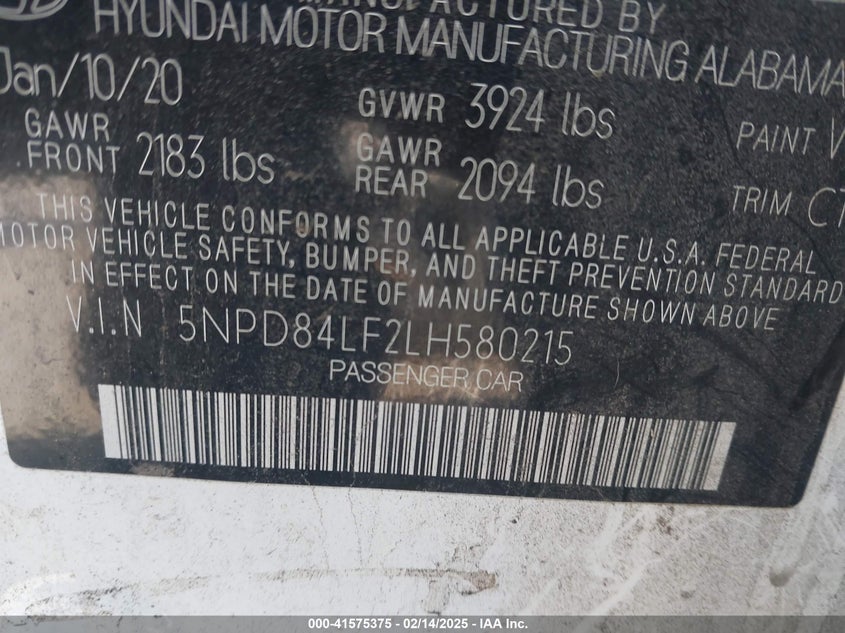 MANUFACTURED BY
HYUNDAI MOTOR MANUFACTURING ALABAMA
Jan/10/20
GVWR 3924 lbs
PAINT
GAWR FRONT 2183 lbs
GAWR REAR 2094 lbs
TRIM
THIS VEHICLE CONFORMS TO ALL APPLICABLE U.S.A. FEDERAL
MOTOR VEHICLE SAFETY, BUMPER, AND THEFT PREVENTION STANDARD
IN EFFECT ON THE DATE OF MANUFACTURE SHOWN ABOVE
V.I.N 5NPD84LF2LH580215
PASSENGER CAR
000-41575375 - 02/14/2025 - IAA Inc.